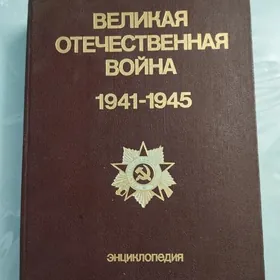 ВЕЛИКАЯ
ОТЕЧЕСТВЕННАЯ
ВОЙНА
1941-1945
ЭНЦИКЛОПЕДИЯ